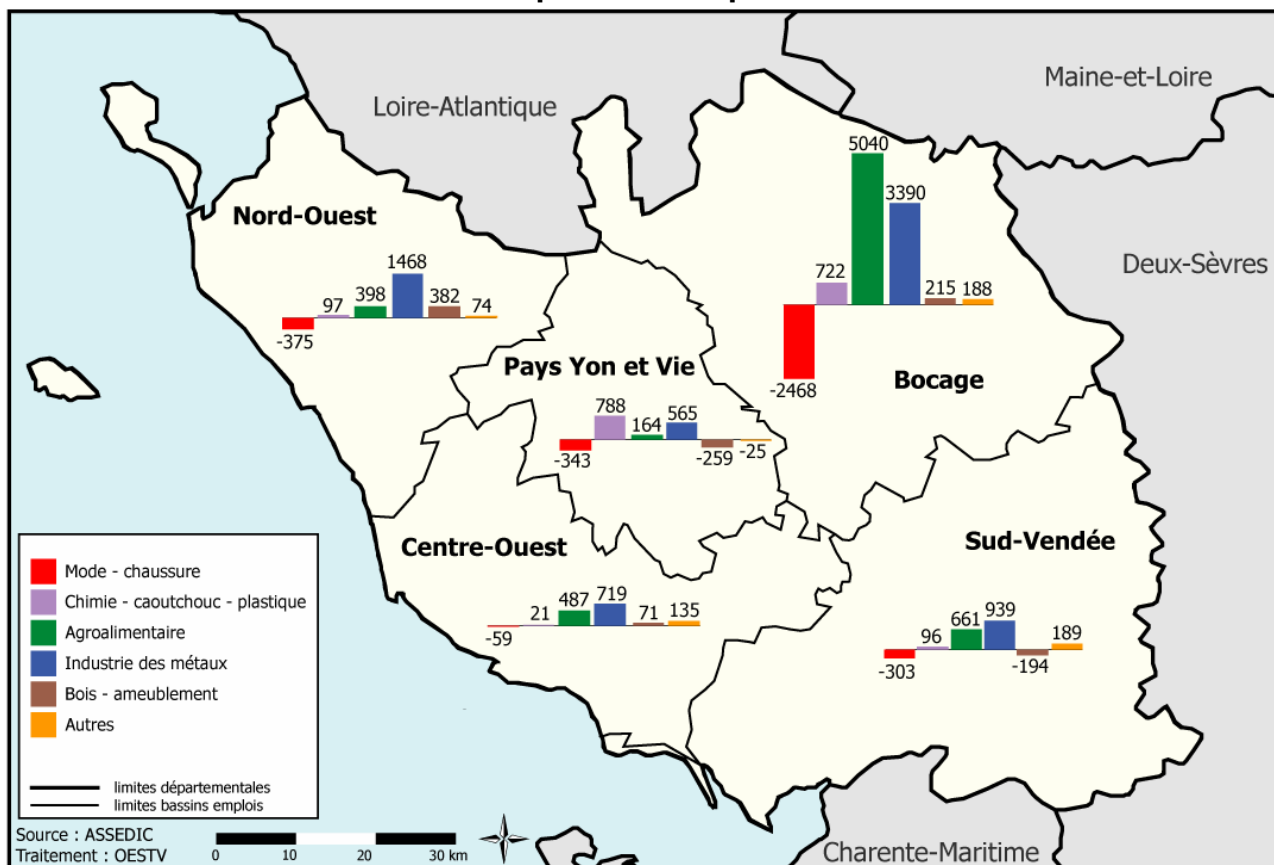 Loire-Atlantique
Maine-et-Loire
Deux-Sèvres
Charente-Maritime
Nord-Ouest
-375
97
398
1468
382
74
Bocage
-2468
722
5040
3390
215
188
Pays Yon et Vie
-343
788
164
565
-259
-25
Centre-Ouest
-59
21
487
719
71
135
Sud-Vendée
-303
96
661
939
-194
189
Mode - chaussure
Chimie - caoutchouc - plastique
Agroalimentaire
Industrie des métaux
Bois - ameublement
Autres
limites départementales
limites bassins emplois
Source : ASSEDIC
Traitement : OESTV
0 10 20 30 km